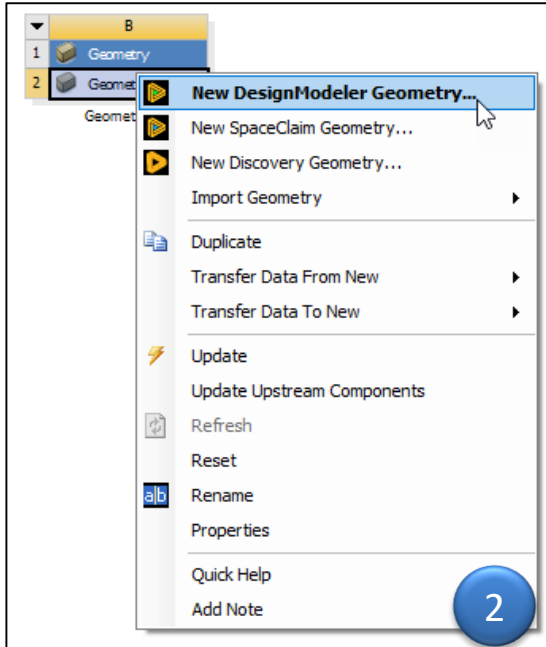 B
1 Geometry
2 Geomet
Geomet
New DesignModeler Geometry...
New SpaceClaim Geometry...
New Discovery Geometry...
Import Geometry
Duplicate
Transfer Data From New
Transfer Data To New
Update
Update Upstream Components
Refresh
Reset
a|b Rename
Properties
Quick Help
Add Note
2